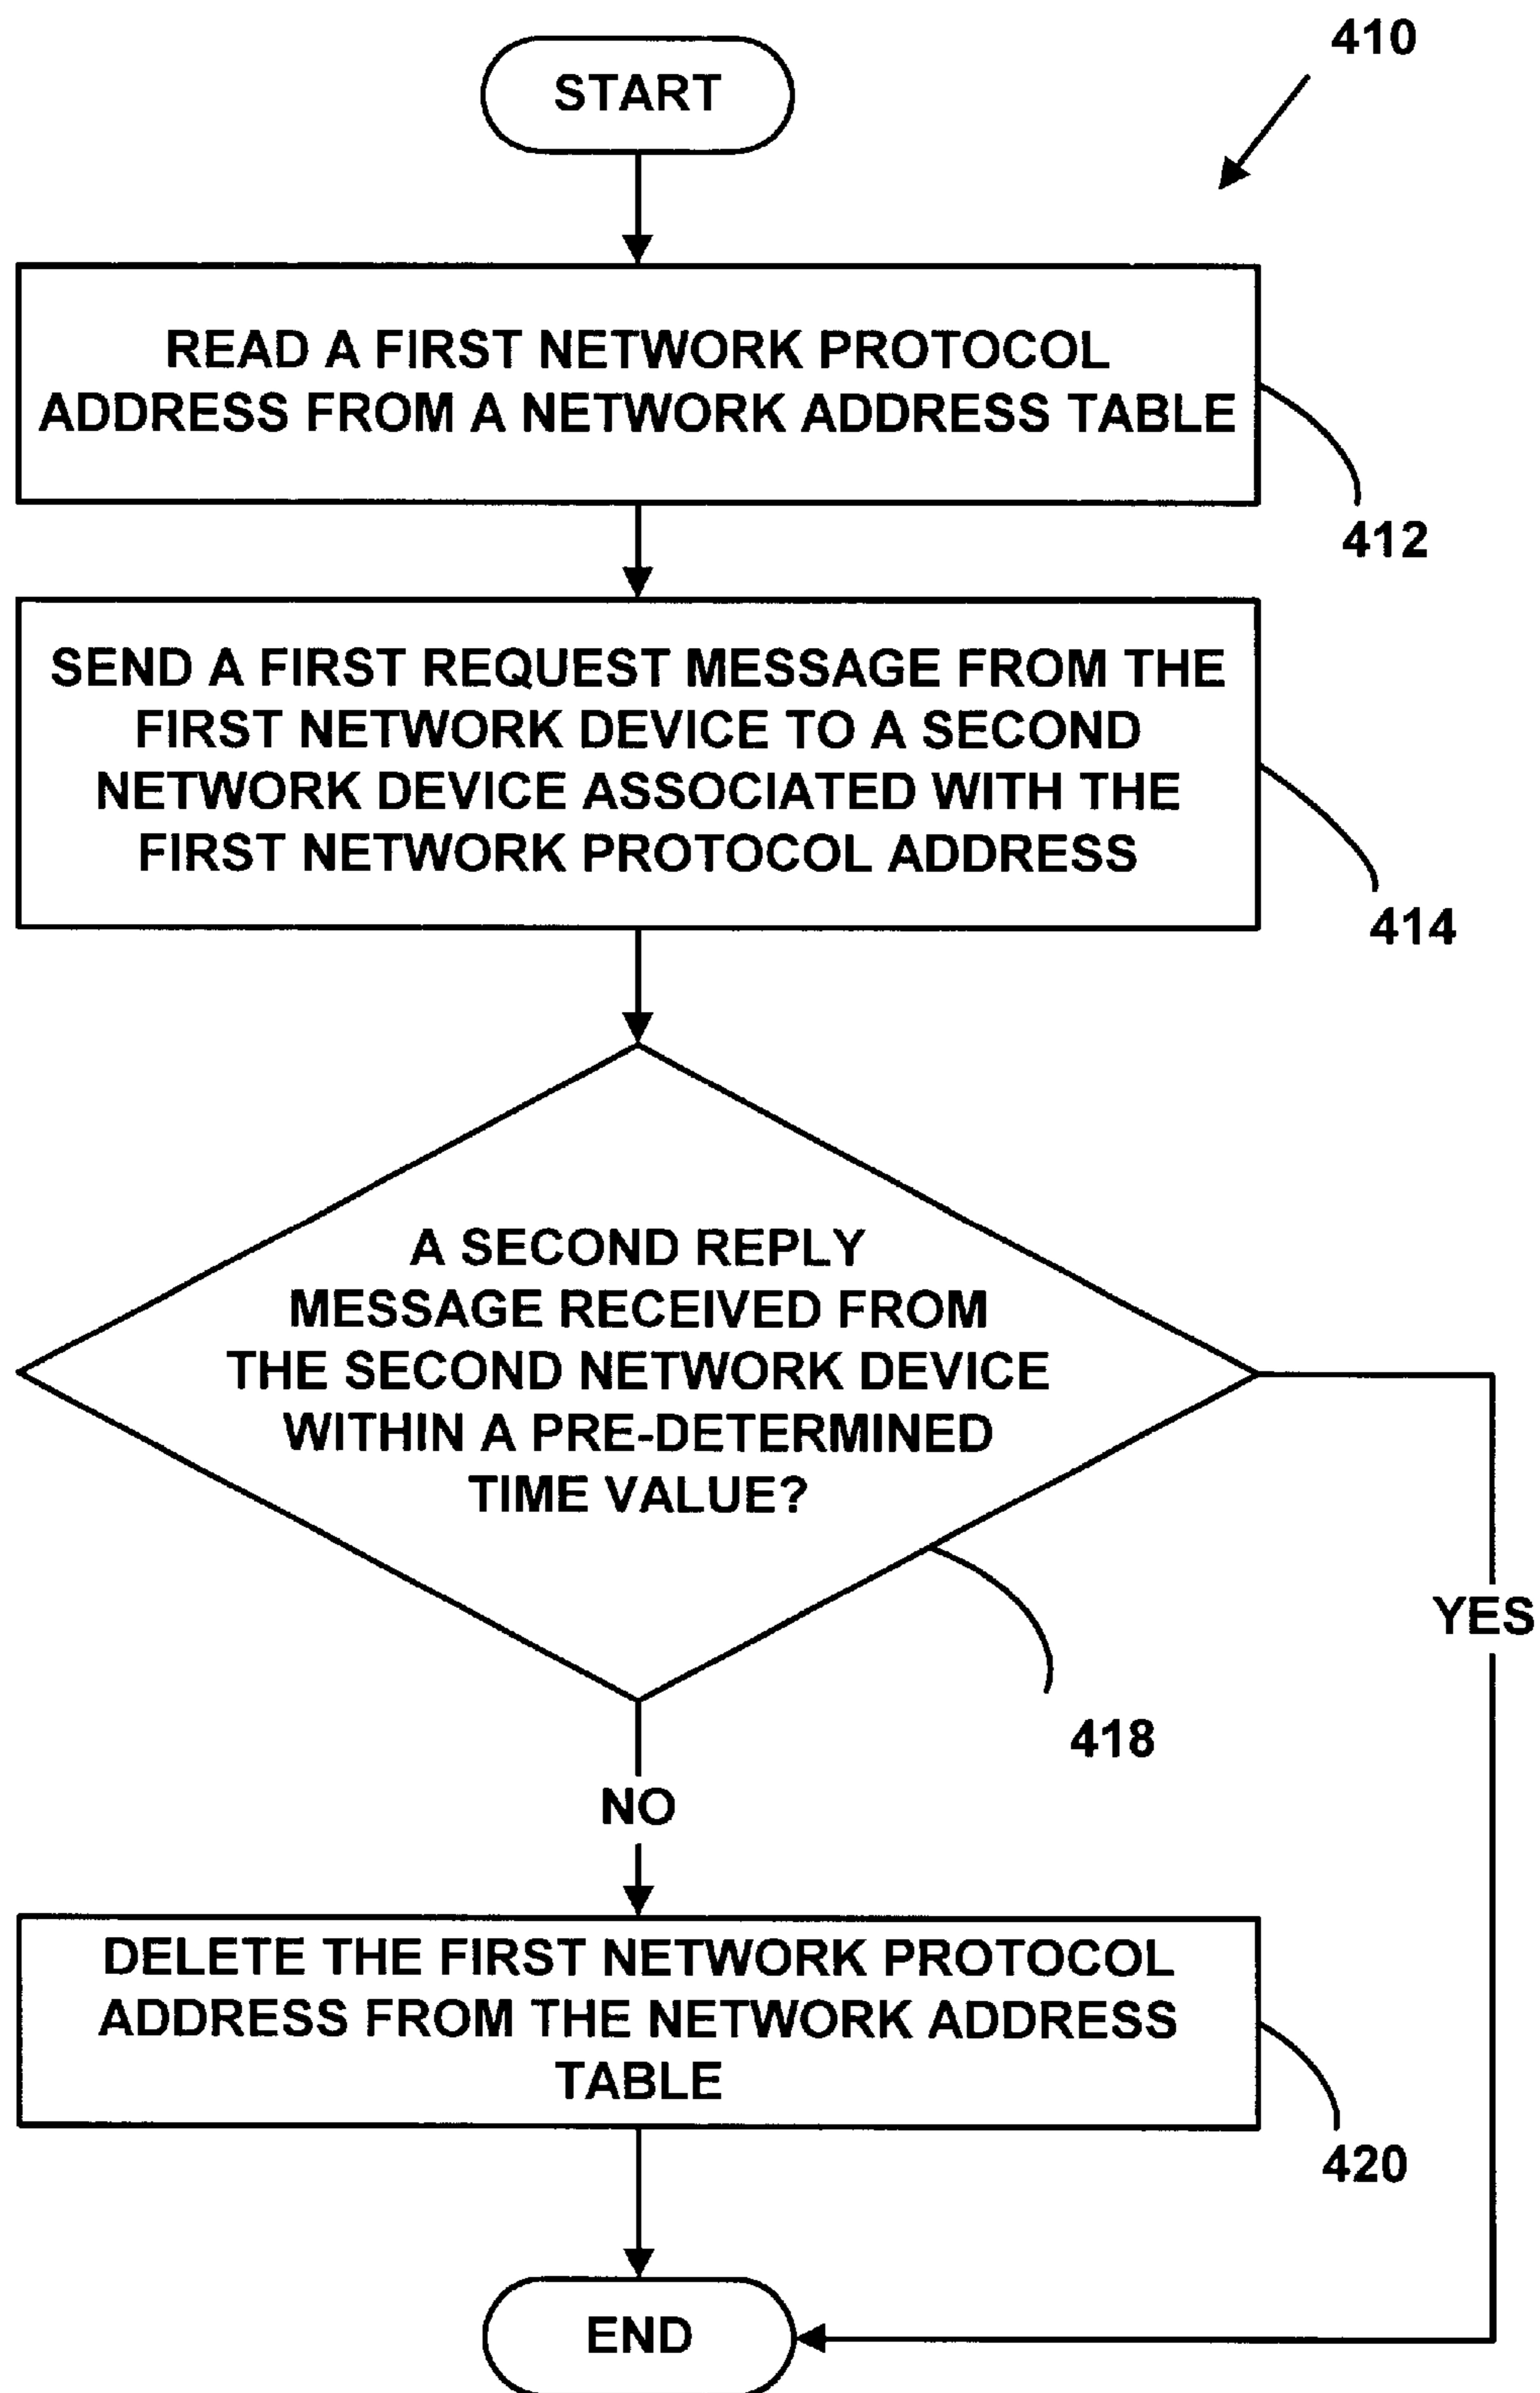 410
START
READ A FIRST NETWORK PROTOCOL
ADDRESS FROM A NETWORK ADDRESS TABLE
412
SEND A FIRST REQUEST MESSAGE FROM THE
FIRST NETWORK DEVICE TO A SECOND
NETWORK DEVICE ASSOCIATED WITH THE
FIRST NETWORK PROTOCOL ADDRESS
414
A SECOND REPLY
MESSAGE RECEIVED FROM
THE SECOND NETWORK DEVICE
WITHIN A PRE-DETERMINED
TIME VALUE?
YES
418
NO
DELETE THE FIRST NETWORK PROTOCOL
ADDRESS FROM THE NETWORK ADDRESS
TABLE
420
END